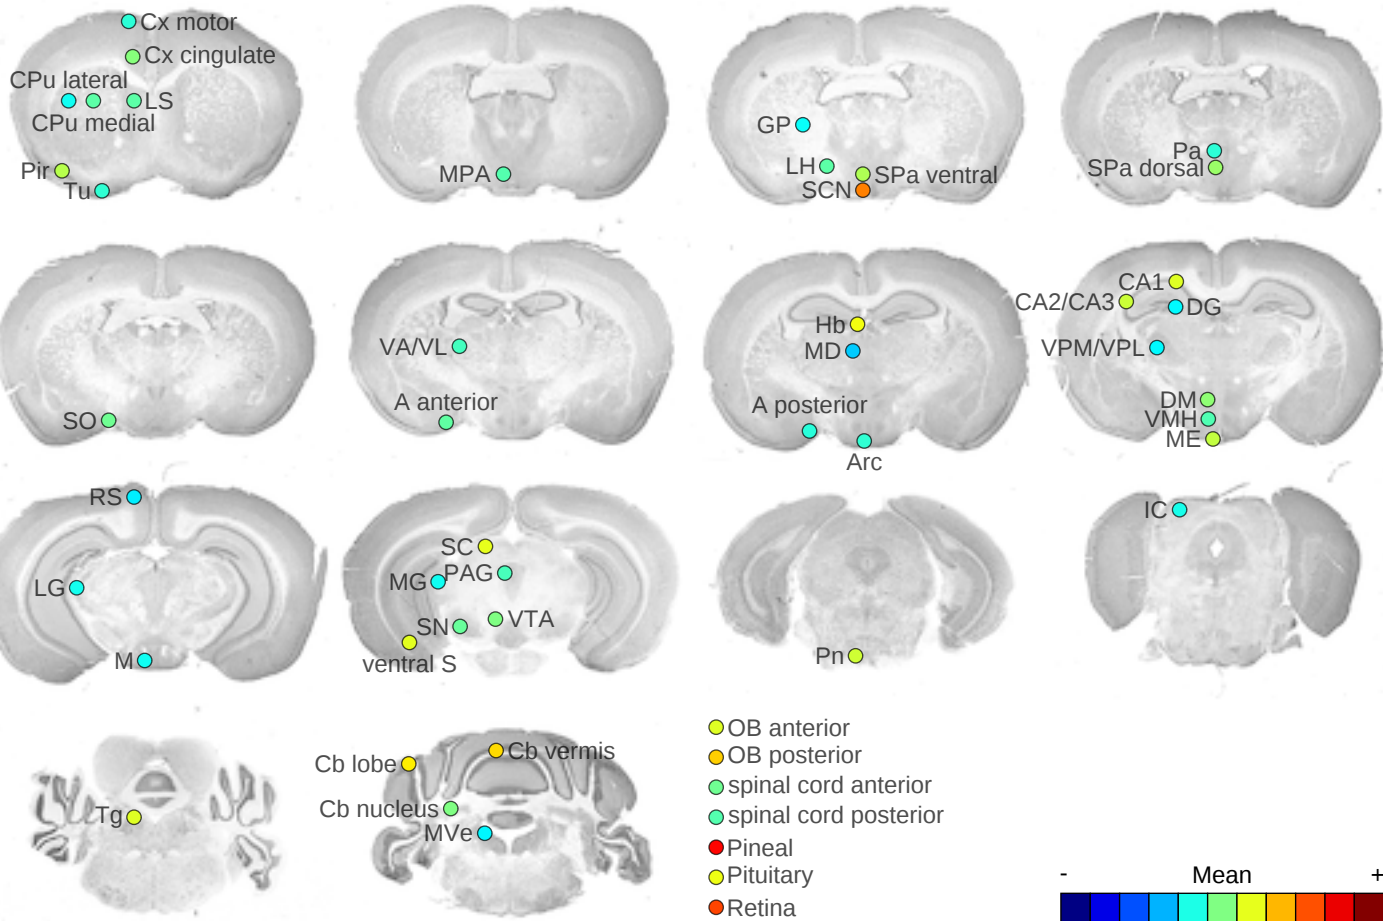 Cx motor
Cx cingulate
CPu lateral
LS
CPu medial
Pir
Tu
MPA
GP
LH
SPa ventral
SCN
Pa
SPa dorsal
SO
VA/VL
A anterior
Hb
MD
A posterior
Arc
CA1
CA2/CA3
DG
VPM/VPL
DM
VMH
ME
RS
LG
M
SC
PAG
MG
VTA
SN
ventral S
Pn
IC
Tg
Cb vermis
Cb lobe
Cb nucleus
MVe
OB anterior
OB posterior
spinal cord anterior
spinal cord posterior
Pineal
Pituitary
Retina
- Mean +